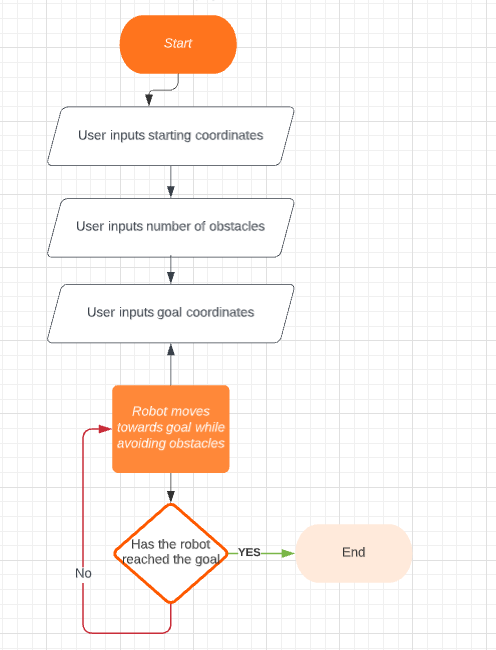 Start
User inputs starting coordinates
User inputs number of obstacles
User inputs goal coordinates
Robot moves
towards goal while
avoiding obstacles
Has the robot
reached the goal
YES
End
No